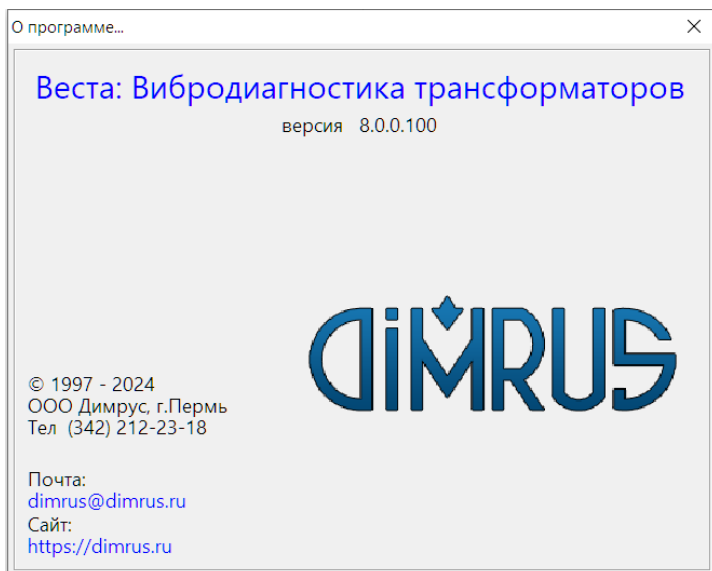 О программе...
Веста: Вибродиагностика трансформаторов
версия 8.0.0.100
DiMRUS
© 1997 - 2024
ООО Димрус, г.Пермь
Тел (342) 212-23-18
Почта:
dimrus@dimrus.ru
Сайт:
https://dimrus.ru